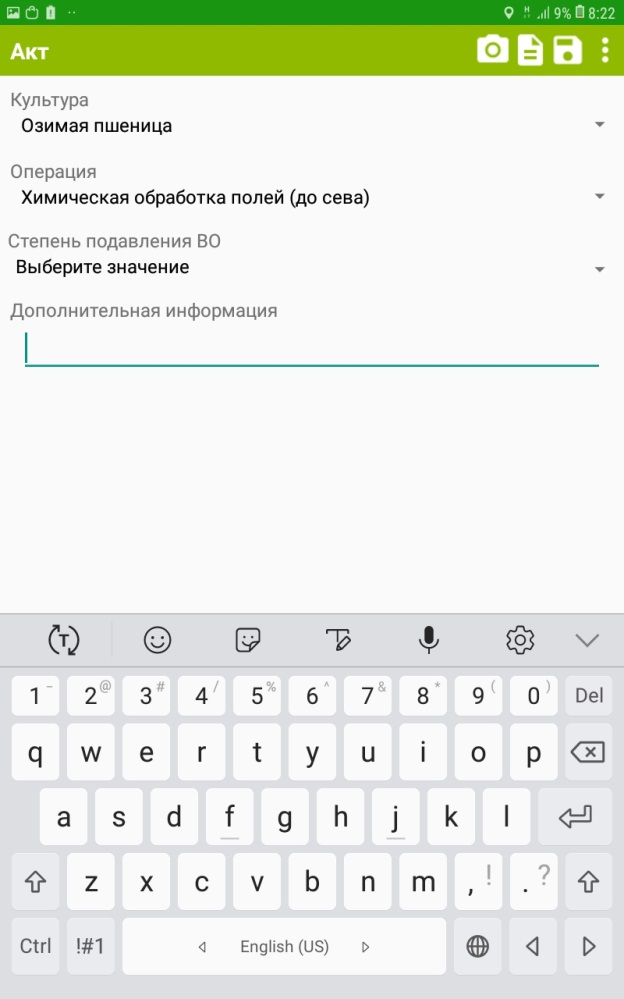 9% 8:22
Акт
Культура
Озимая пшеница
Операция
Химическая обработка полей (до сева)
Степень подавления ВО
Выберите значение
Дополнительная информация
T T
1 - 2 @ 3 # 4 / 5 % 6 ^ 7 & 8 * 9 ( 0 ) Del
q w e r t y u i o p
a s d f g h j k l
z x c v b n m , ! . ?
Ctrl !#1 English (US)